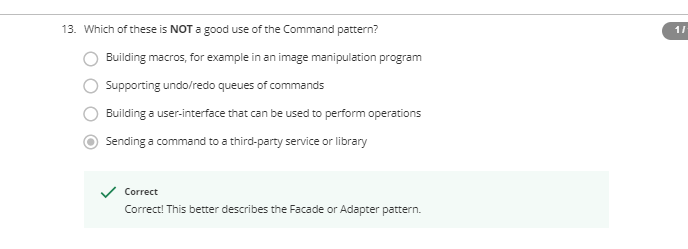 13. Which of these is NOT a good use of the Command pattern?
1/
Building macros, for example in an image manipulation program
Supporting undo/redo queues of commands
Building a user-interface that can be used to perform operations
Sending a command to a third-party service or library
Correct
Correct! This better describes the Facade or Adapter pattern.